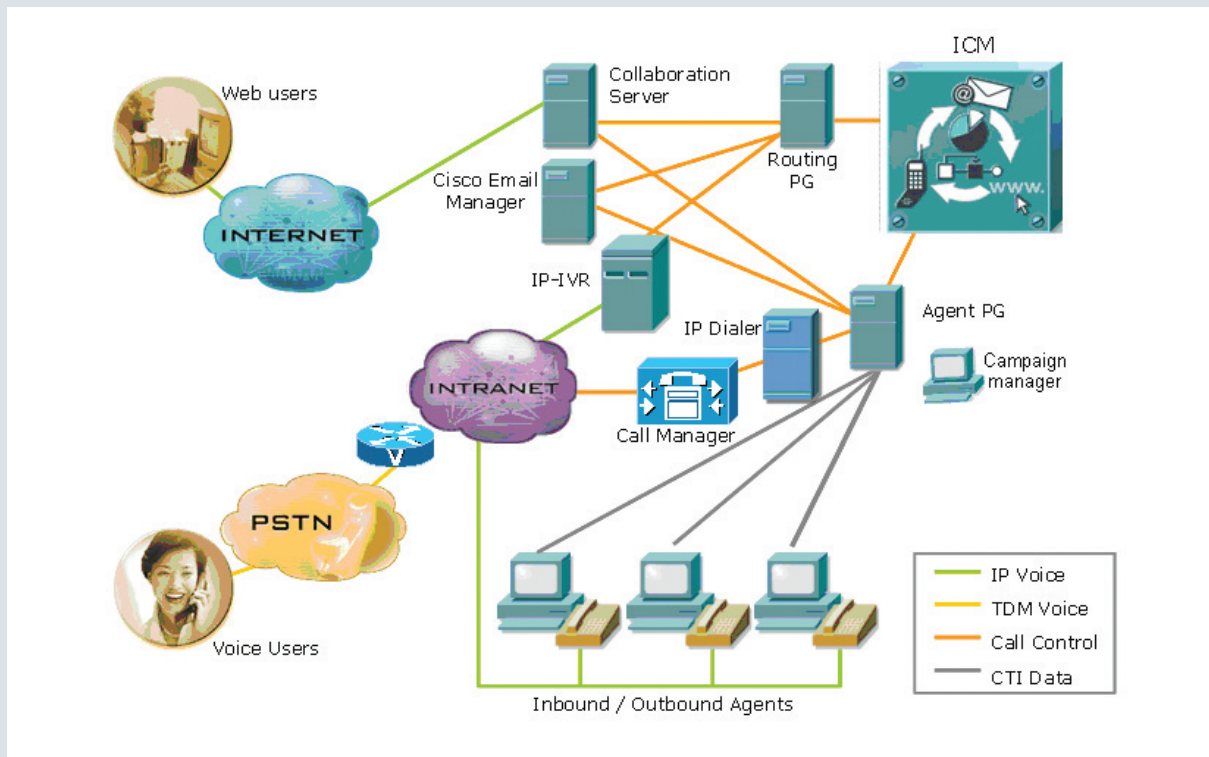 ICM
Collaboration
Server
Web users
Routing
PG
Cisco Email
Manager
www.
INTERNET
IP-IVR
IP Dialer
Agent PG
Campaign
manager
INTRANET
Call Manager
V
PSTN
IP Voice
TDM Voice
Call Control
CTI Data
Voice Users
Inbound / Outbound Agents